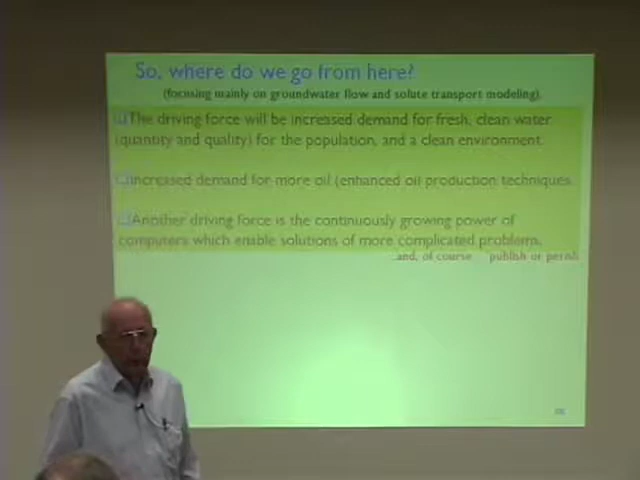 So, where do we go from here?
(focusing mainly on groundwater flow and solute transport modeling).
The driving force will be increased demand for fresh, clean water
(quantity and quality) for the population, and a clean environment.
Increased demand for more oil (enhanced oil production techniques.
Another driving force is the continuously growing power of
computers which enable solutions of more complicated problems.
and, of course publish or perish